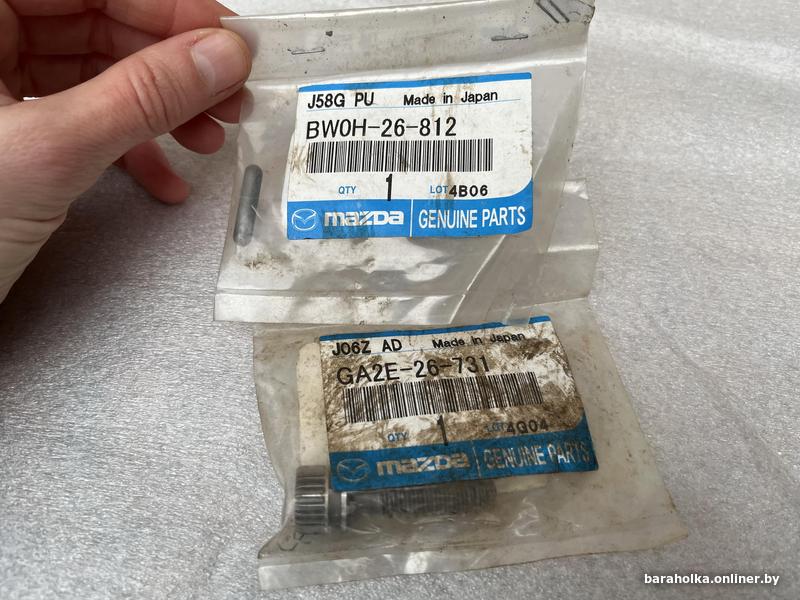 J58G PU Made in Japan
BW0H-26-812
QTY 1 LOT 4B06
mazda GENUINE PARTS
J06Z AD Made in Japan
GA2E-26-731
QTY 1 LOT 4G04
mazda GENUINE PARTS
baraholka.onliner.by